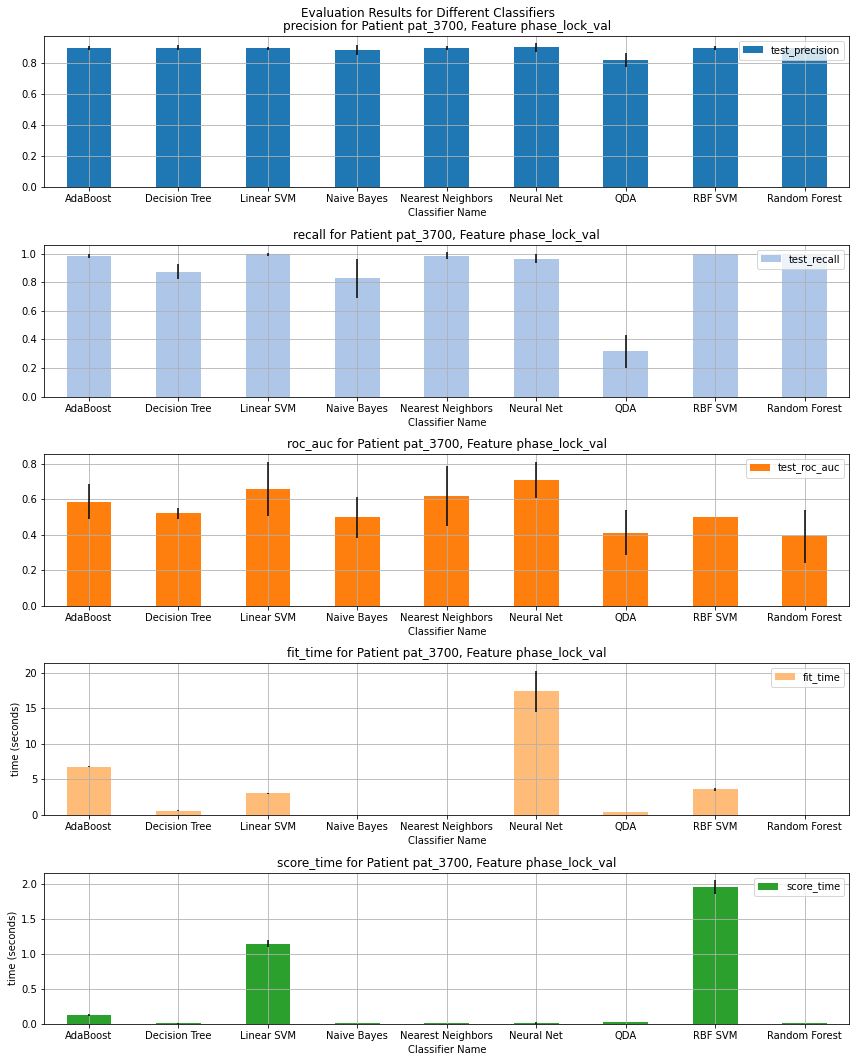 Evaluation Results for Different Classifiers
precision for Patient pat_3700, Feature phase_lock_val
test_precision
0.8
0.6
0.4
0.2
0.0
AdaBoost Decision Tree Linear SVM Naive Bayes Nearest Neighbors Neural Net QDA RBF SVM Random Forest
Classifier Name
recall for Patient pat_3700, Feature phase_lock_val
test_recall
1.0
0.8
0.6
0.4
0.2
0.0
AdaBoost Decision Tree Linear SVM Naive Bayes Nearest Neighbors Neural Net QDA RBF SVM Random Forest
Classifier Name
roc_auc for Patient pat_3700, Feature phase_lock_val
test_roc_auc
0.8
0.6
0.4
0.2
0.0
AdaBoost Decision Tree Linear SVM Naive Bayes Nearest Neighbors Neural Net QDA RBF SVM Random Forest
Classifier Name
fit_time for Patient pat_3700, Feature phase_lock_val
fit_time
time (seconds)
20
15
10
5
0
AdaBoost Decision Tree Linear SVM Naive Bayes Nearest Neighbors Neural Net QDA RBF SVM Random Forest
Classifier Name
score_time for Patient pat_3700, Feature phase_lock_val
score_time
time (seconds)
2.0
1.5
1.0
0.5
0.0
AdaBoost Decision Tree Linear SVM Naive Bayes Nearest Neighbors Neural Net QDA RBF SVM Random Forest
Classifier Name